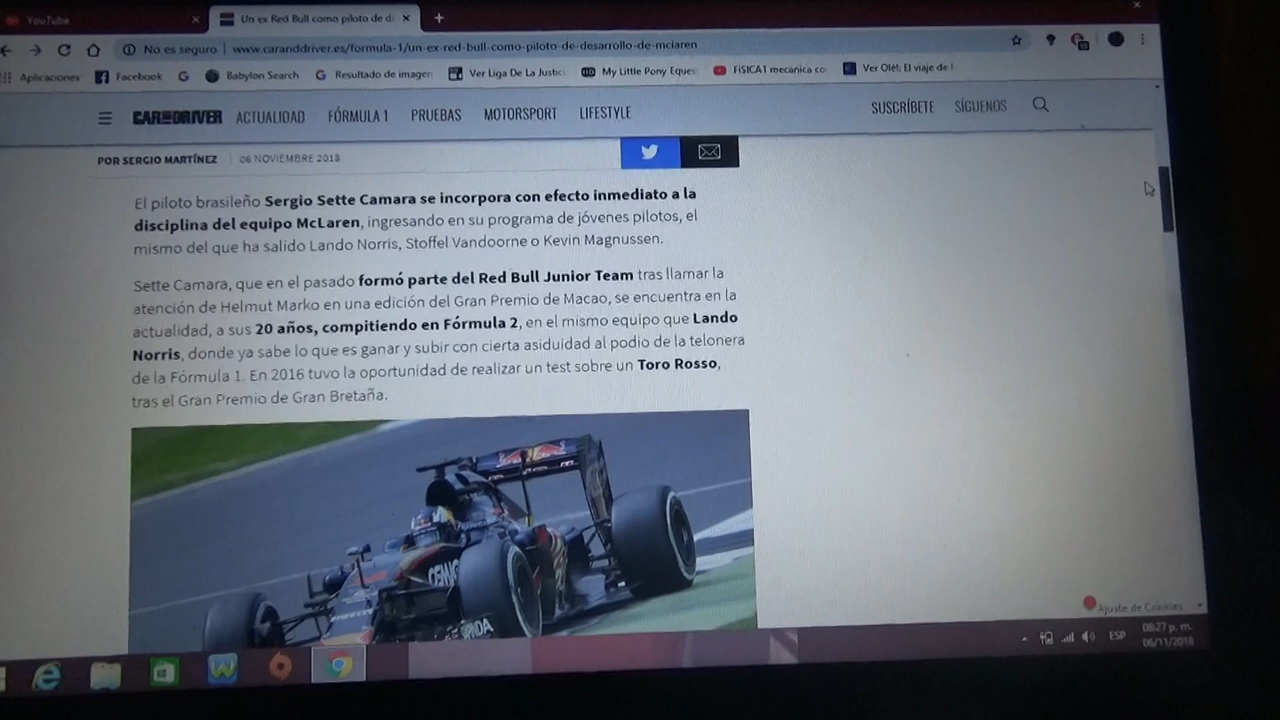 YouTube
Un ex Red Bull como piloto de d
No es seguro | www.caranddriver.es/formula-1/un-ex-red-bull-como-piloto-de-desarrollo-de-mclaren
Aplicaciones Facebook G Babylon Search Resultado de imagen Ver Liga De La Justici My Little Pony Eques FíSICA1 mecanica co Ver Olé!: El viaje de
CAR AND DRIVER ACTUALIDAD FÓRMULA 1 PRUEBAS MOTORSPORT LIFESTYLE SUSCRÍBETE SÍGUENOS
POR SERGIO MARTÍNEZ | 06 NOVIEMBRE 2018
El piloto brasileño Sergio Sette Camara se incorpora con efecto inmediato a la
disciplina del equipo McLaren, ingresando en su programa de jóvenes pilotos, el
mismo del que ha salido Lando Norris, Stoffel Vandoorne o Kevin Magnussen.
Sette Camara, que en el pasado formó parte del Red Bull Junior Team tras llamar la
atención de Helmut Marko en una edición del Gran Premio de Macao, se encuentra en la
actualidad, a sus 20 años, compitiendo en Fórmula 2, en el mismo equipo que Lando
Norris, donde ya sabe lo que es ganar y subir con cierta asiduidad al podio de la telonera
de la Fórmula 1. En 2016 tuvo la oportunidad de realizar un test sobre un Toro Rosso,
tras el Gran Premio de Gran Bretaña.
Ajuste de Cookies
ESP
08:27 p. m.
06/11/2018